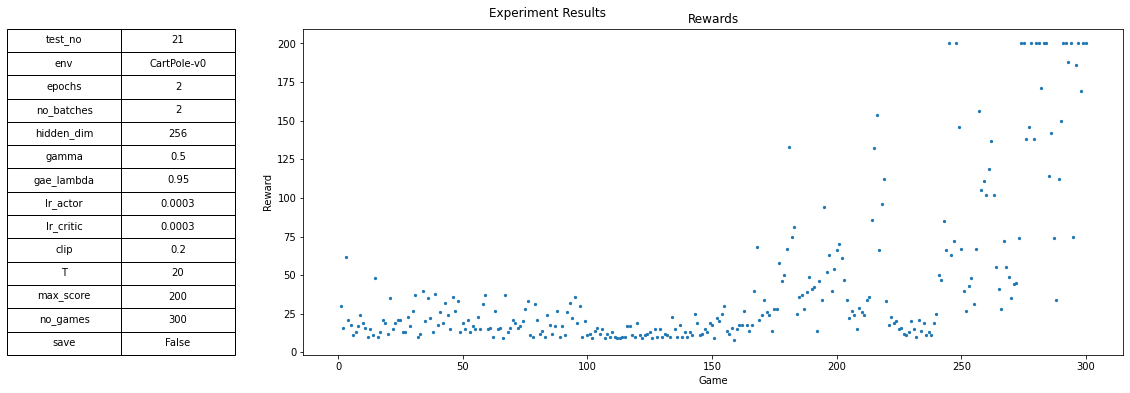 Experiment Results
test_no 21
env CartPole-v0
epochs 2
no_batches 2
hidden_dim 256
gamma 0.5
gae_lambda 0.95
lr_actor 0.0003
lr_critic 0.0003
clip 0.2
T 20
max_score 200
no_games 300
save False
Rewards
Reward
200
175
150
125
100
75
50
25
0
0 50 100 150 200 250 300
Game